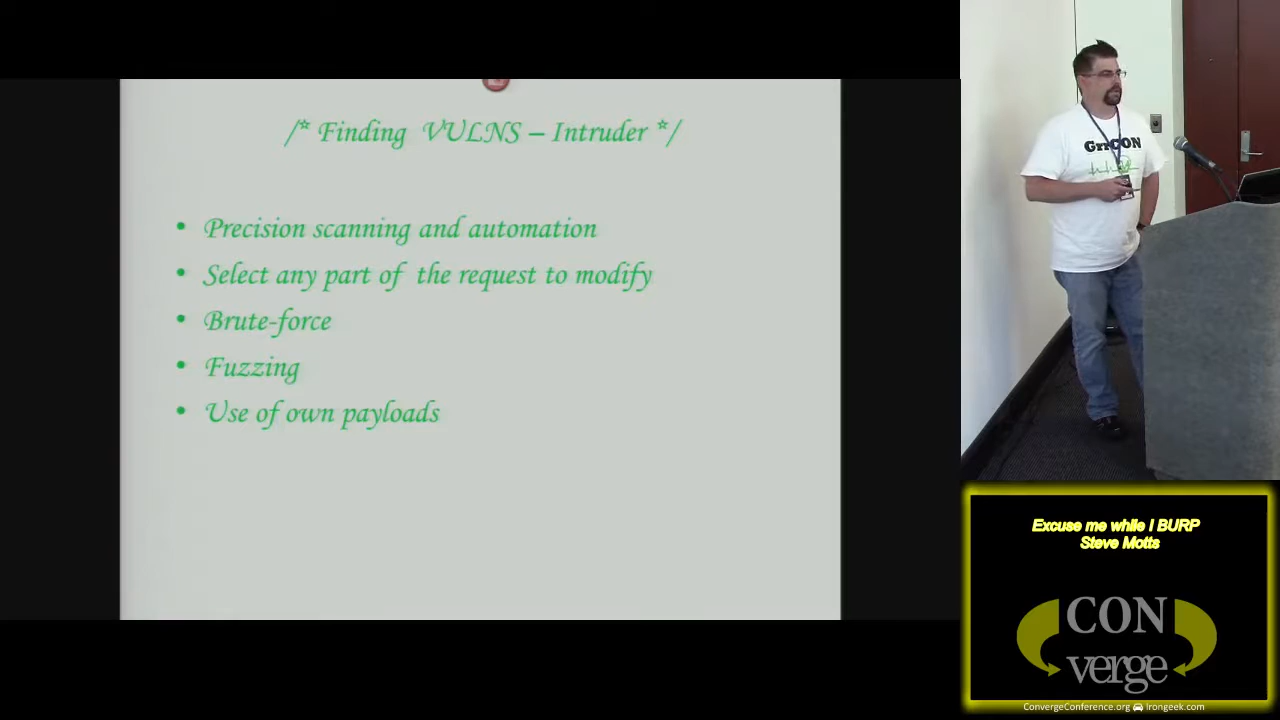 /* Finding VULNS – Intruder */
• Precision scanning and automation
• Select any part of the request to modify
• Brute-force
• Fuzzing
• Use of own payloads
GrrCON
Excuse me while I BURP
Steve Motts
CON
verge
ConvergeConference.org Irongeek.com